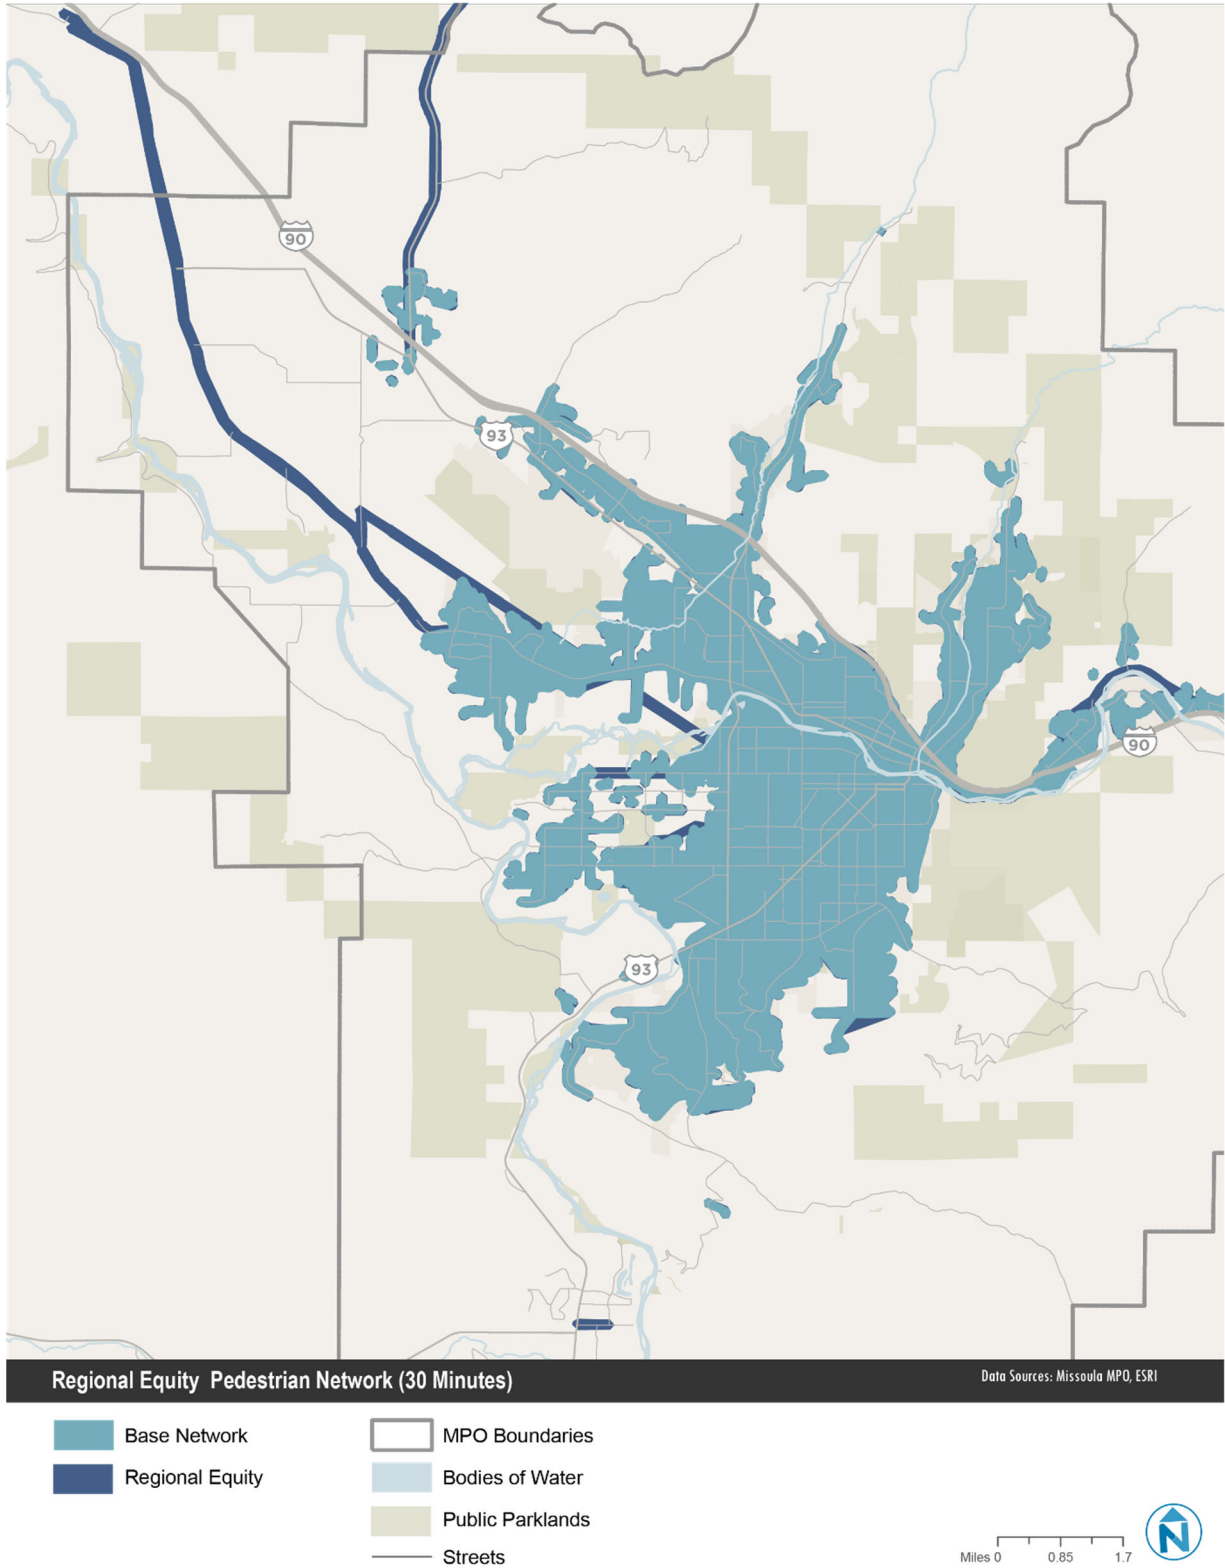 90
93
90
93
Regional Equity Pedestrian Network (30 Minutes)
Data Sources: Missoula MPO, ESRI
Base Network
MPO Boundaries
Regional Equity
Bodies of Water
Public Parklands
Streets
Miles 0 0.85 1.7
N